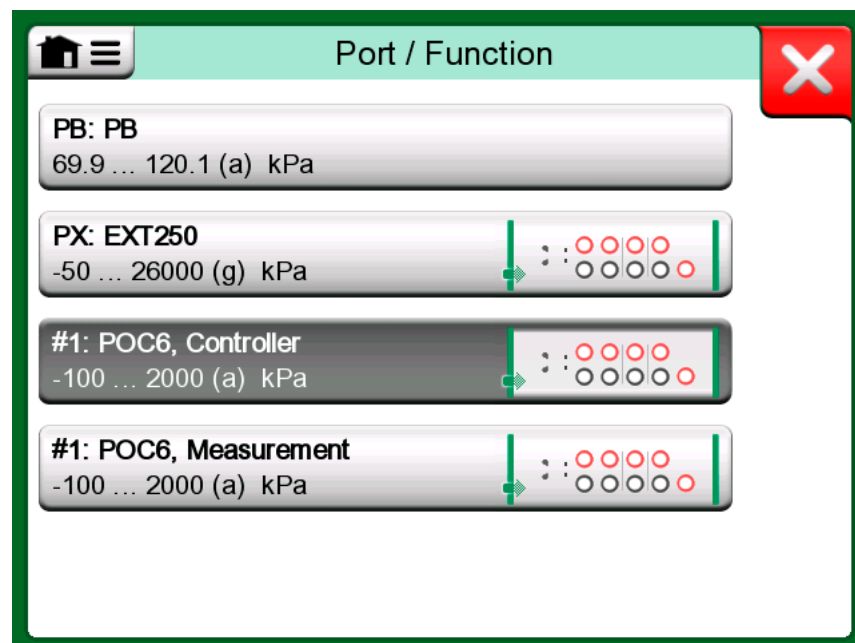 Port / Function
PB: PB
69.9 ... 120.1 (a) kPa
PX: EXT250
-50 ... 26000 (g) kPa
#1: POC6, Controller
-100 ... 2000 (a) kPa
#1: POC6, Measurement
-100 ... 2000 (a) kPa